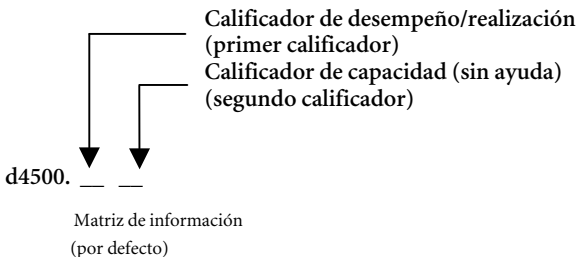 Calificador de desempeño/realización
(primer calificador)
Calificador de capacidad (sin ayuda)
(segundo calificador)
d4500. __ __
Matriz de información
(por defecto)